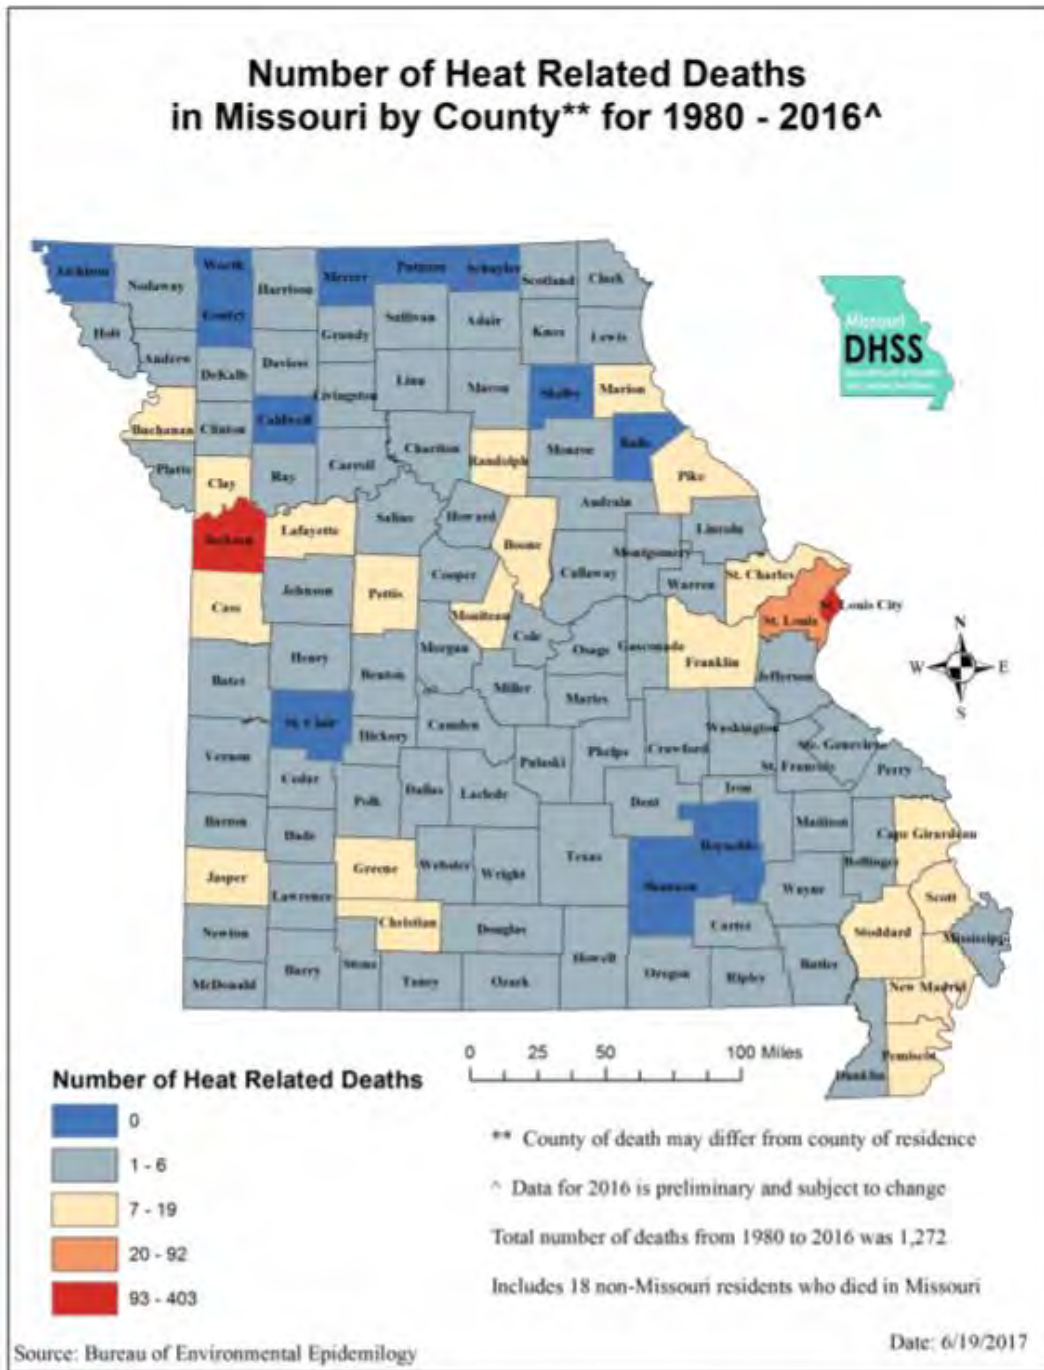 Number of Heat Related Deaths
in Missouri by County** for 1980 - 2016^
Atchison
Nodaway
Worth
Gentry
Harrison
Mercer
Putnam
Schuyler
Scotland
Clark
Holt
Andrew
DeKalb
Daviess
Grundy
Sullivan
Adair
Knox
Lewis
Buchanan
Clinton
Caldwell
Livingston
Linn
Macon
Shelby
Marion
Platte
Clay
Ray
Carroll
Chariton
Randolph
Monroe
Ralls
Pike
Missouri
DHSS
Jackson
Lafayette
Saline
Howard
Boone
Audrain
Callaway
Montgomery
Lincoln
Warren
St. Charles
St. Louis City
St. Louis
Cass
Johnson
Pettis
Cooper
Moniteau
Cole
Osage
Gasconade
Franklin
Jefferson
N
W
E
S
Bates
Henry
Benton
Morgan
Miller
Maries
St. Clair
Hickory
Camden
Pulaski
Phelps
Crawford
Washington
Ste. Genevieve
St. Francois
Perry
Vernon
Cedar
Polk
Dallas
Laclede
Dent
Iron
Reynolds
Madison
Bollinger
Cape Girardeau
Barton
Dade
Greene
Webster
Wright
Texas
Shannon
Wayne
Scott
Jasper
Lawrence
Christian
Douglas
Carter
Stoddard
Mississippi
Newton
Barry
Stone
Taney
Ozark
Howell
Oregon
Ripley
Butler
New Madrid
McDonald
Pemiscot
Dunklin
0 25 50 100 Miles
Number of Heat Related Deaths
0
1 - 6
7 - 19
20 - 92
93 - 403
** County of death may differ from county of residence
^ Data for 2016 is preliminary and subject to change
Total number of deaths from 1980 to 2016 was 1,272
Includes 18 non-Missouri residents who died in Missouri
Source: Bureau of Environmental Epidemilogy
Date: 6/19/2017